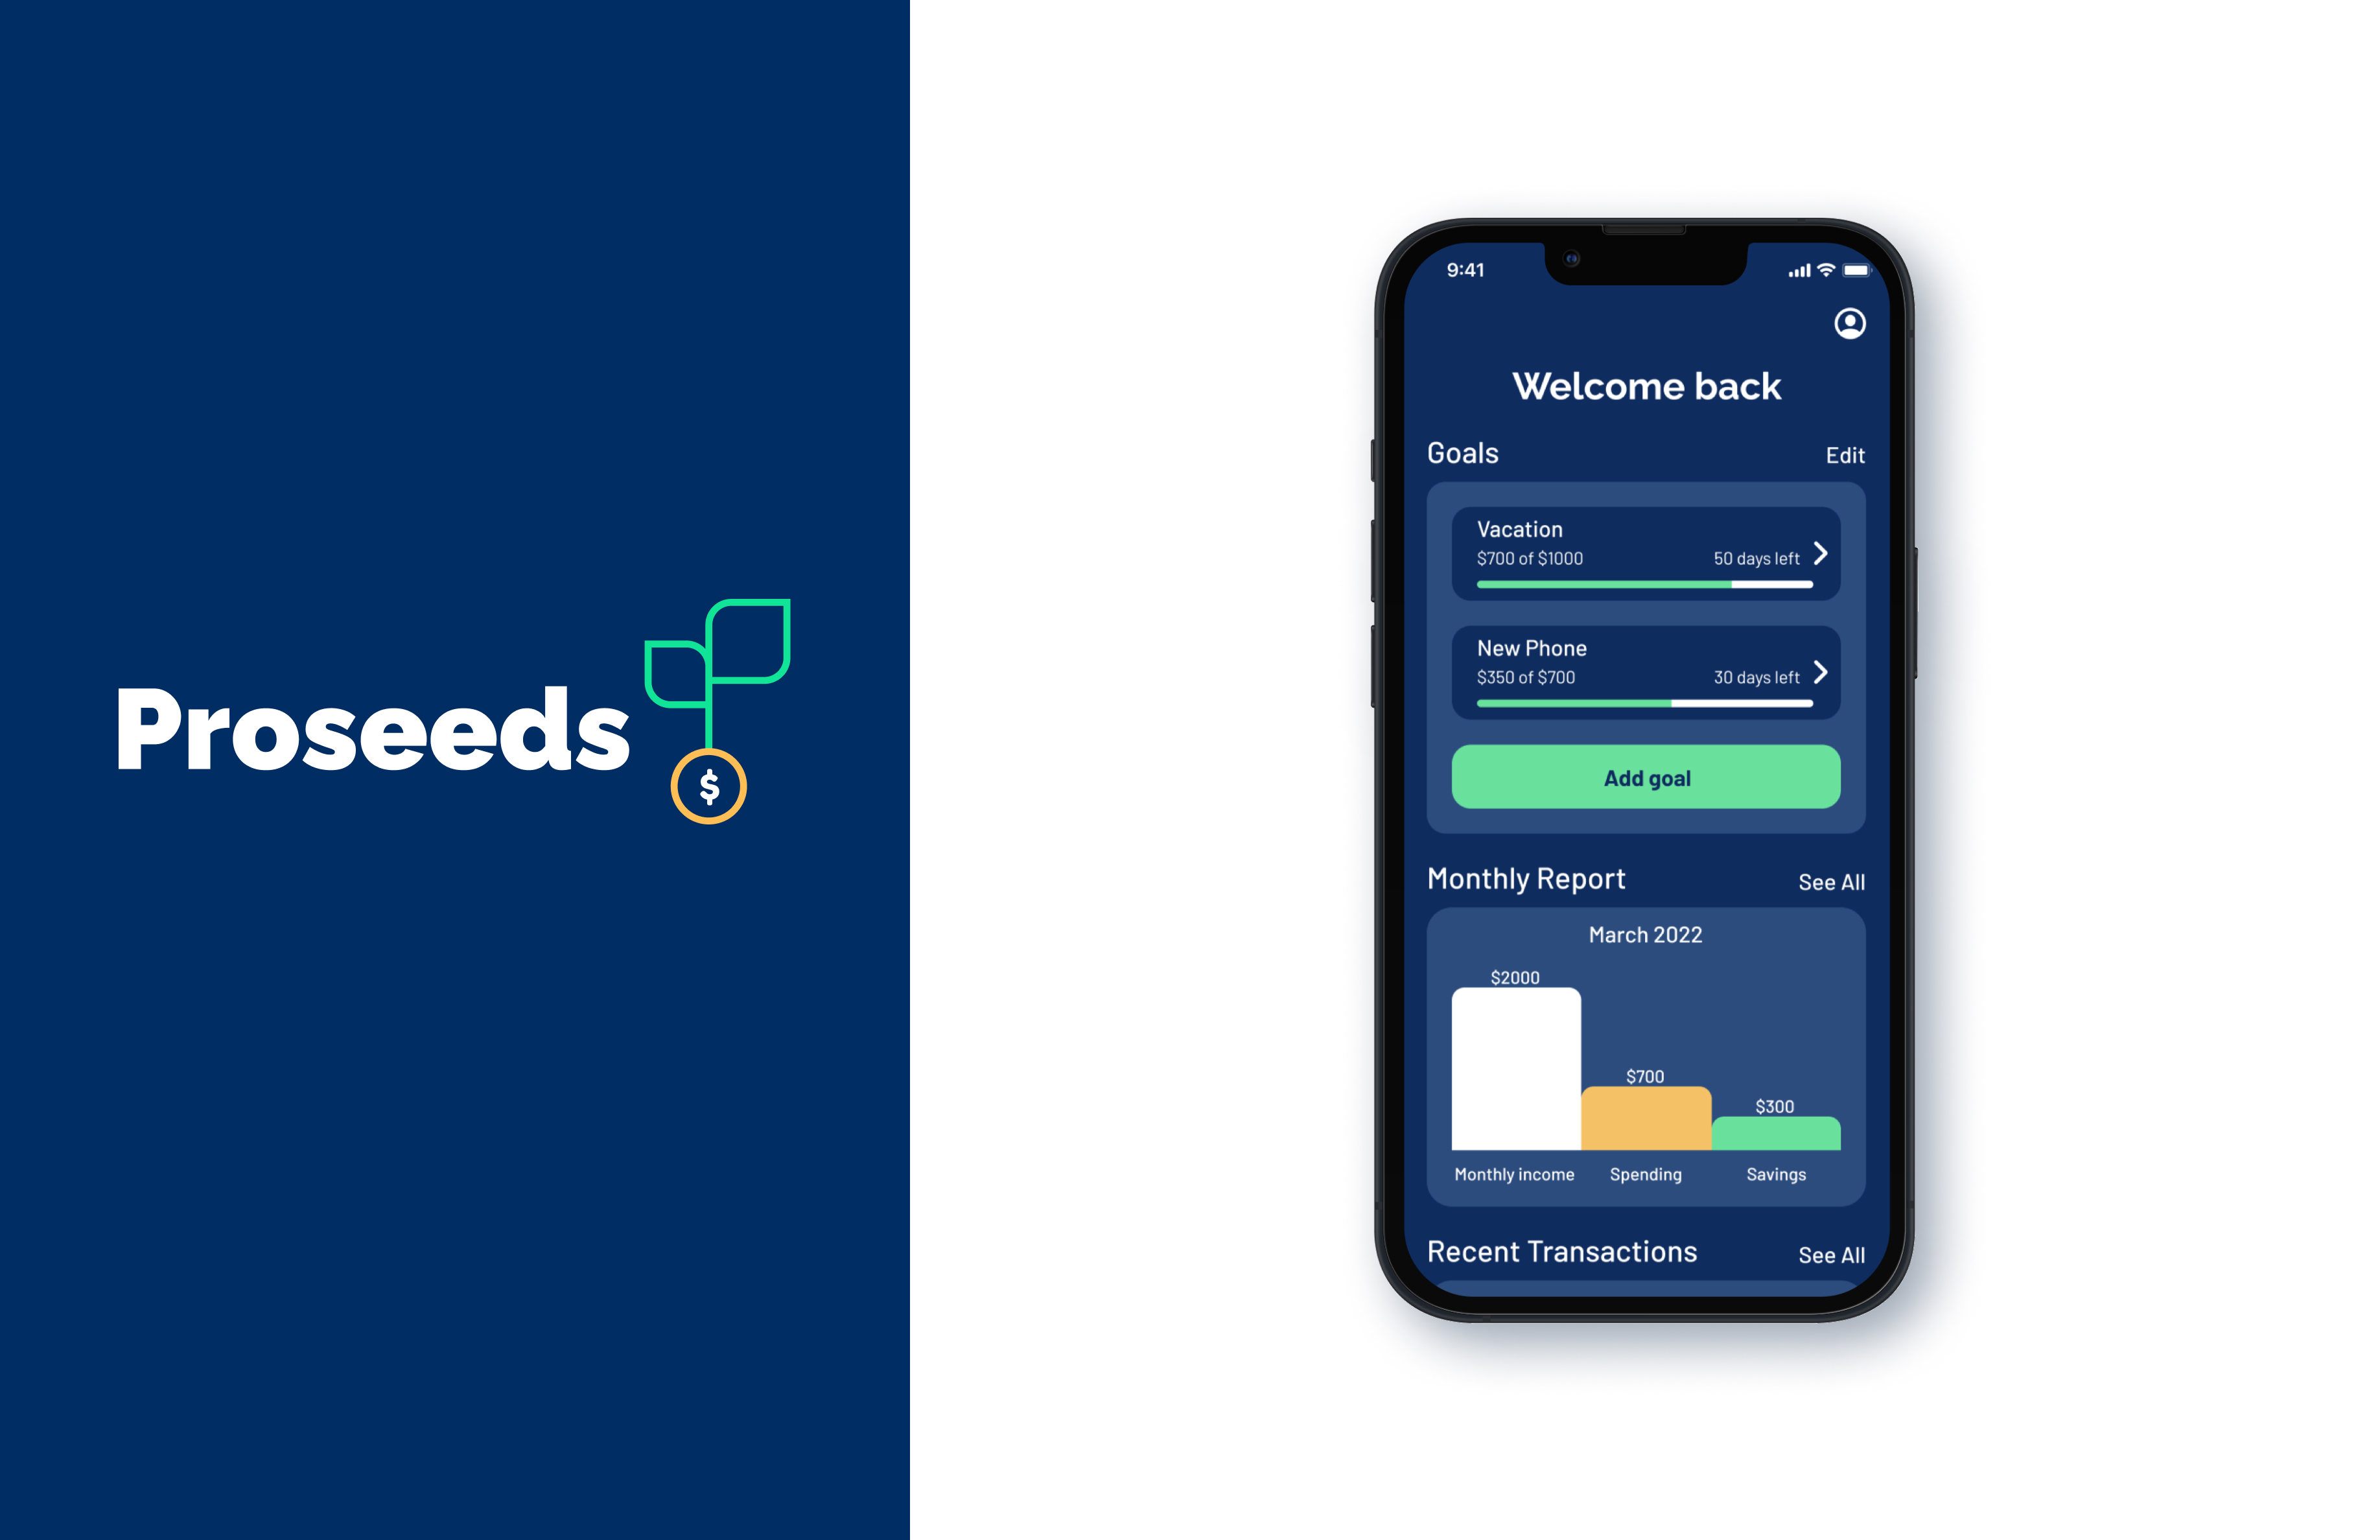 Proseeds
$
9:41
Welcome back
Goals
Edit
Vacation
$700 of $1000
50 days left
New Phone
$350 of $700
30 days left
Add goal
Monthly Report
See All
March 2022
$2000
$700
$300
Monthly income
Spending
Savings
Recent Transactions
See All